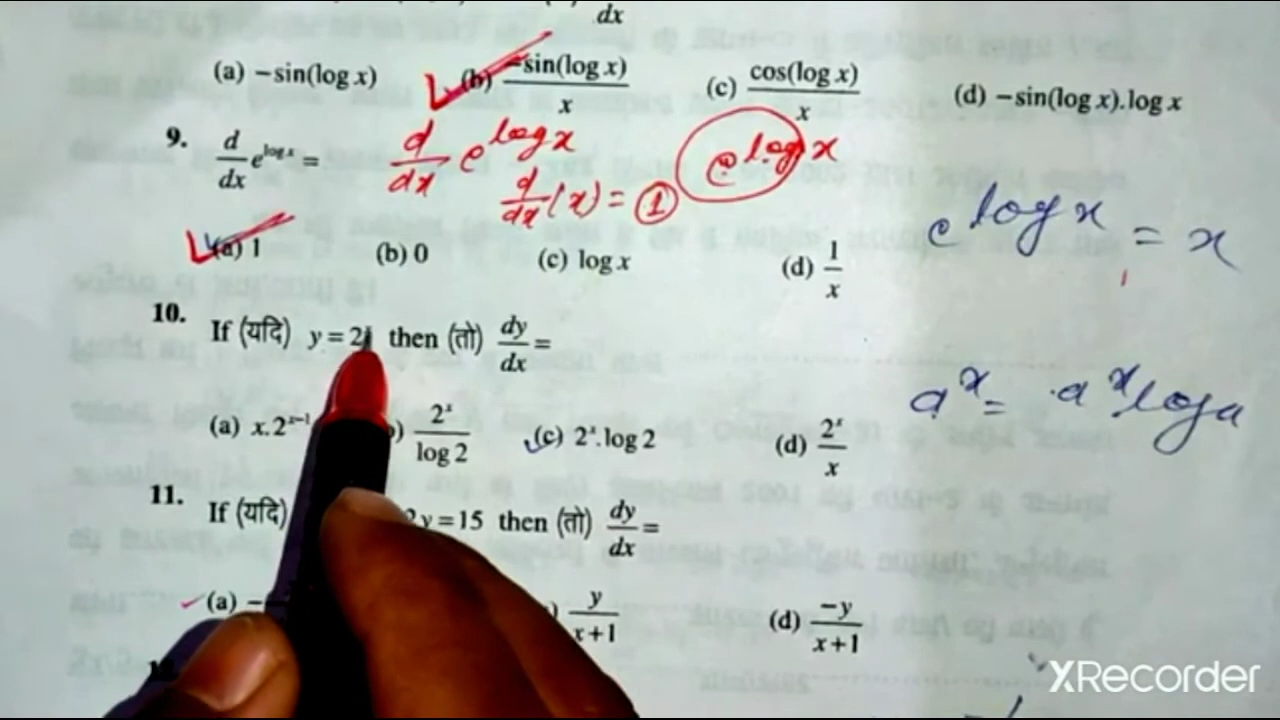 dx
(a) −sin(log x) (b) −sin(log x)/x (c) cos(log x)/x (d) −sin(log x).log x
9. d/dx e^{log x} = d/dx e^{log x} e^{log x}
d/dx (x) = 1
e^{log x} = x
(a) 1 (b) 0 (c) log x (d) 1/x
10. If (यदि) y = 2 then (तो) dy/dx =
a^x = a^x log a
(a) x.2^{x−1} ) 2^x/log 2 (c) 2^x.log 2 (d) 2^x/x
11. If (यदि) 2y = 15 then (तो) dy/dx =
(a) − ) y/x+1 (d) −y/x+1
XRecorder